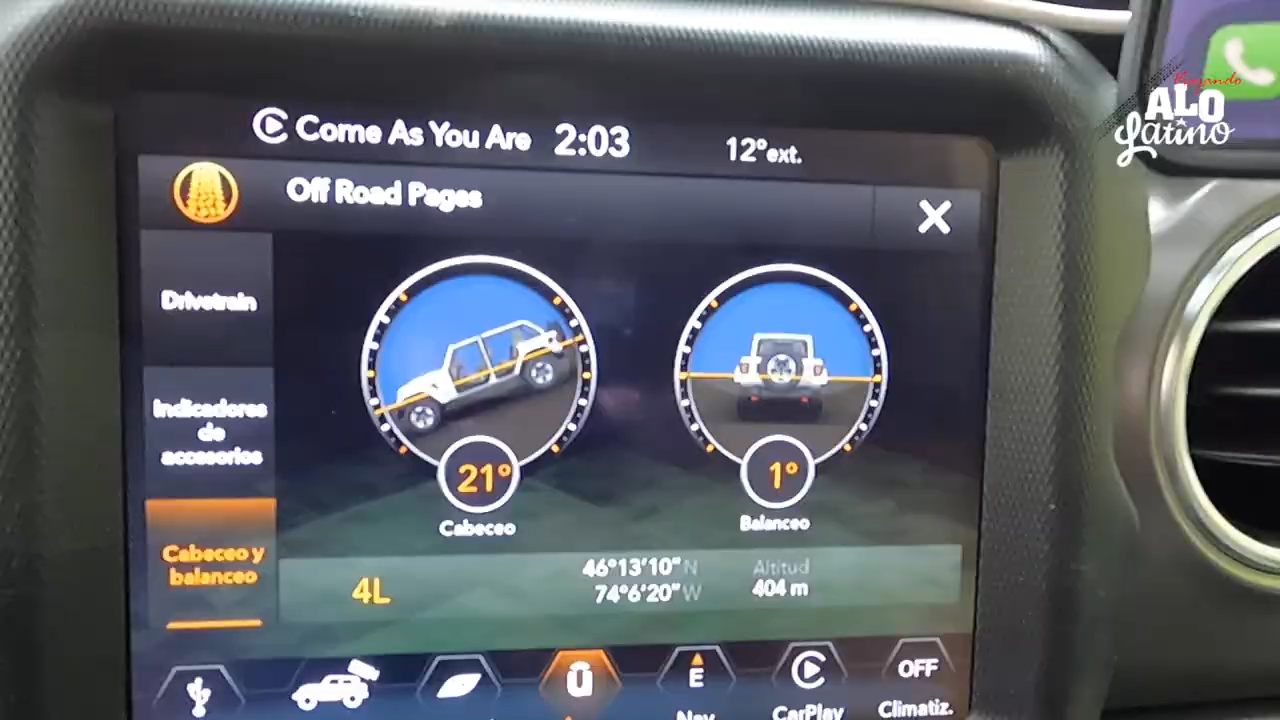 Viajando
ALO
Latino
Come As You Are 2:03 12°ext.
Off Road Pages
Drivetrain
Indicadores
de
accesorios
Cabeceo y
balanceo
21°
Cabeceo
1°
Balanceo
4L
46°13'10"N
74°6'20"W
Altitud
404 m
E
Nav
CarPlay
OFF
Climatiz.